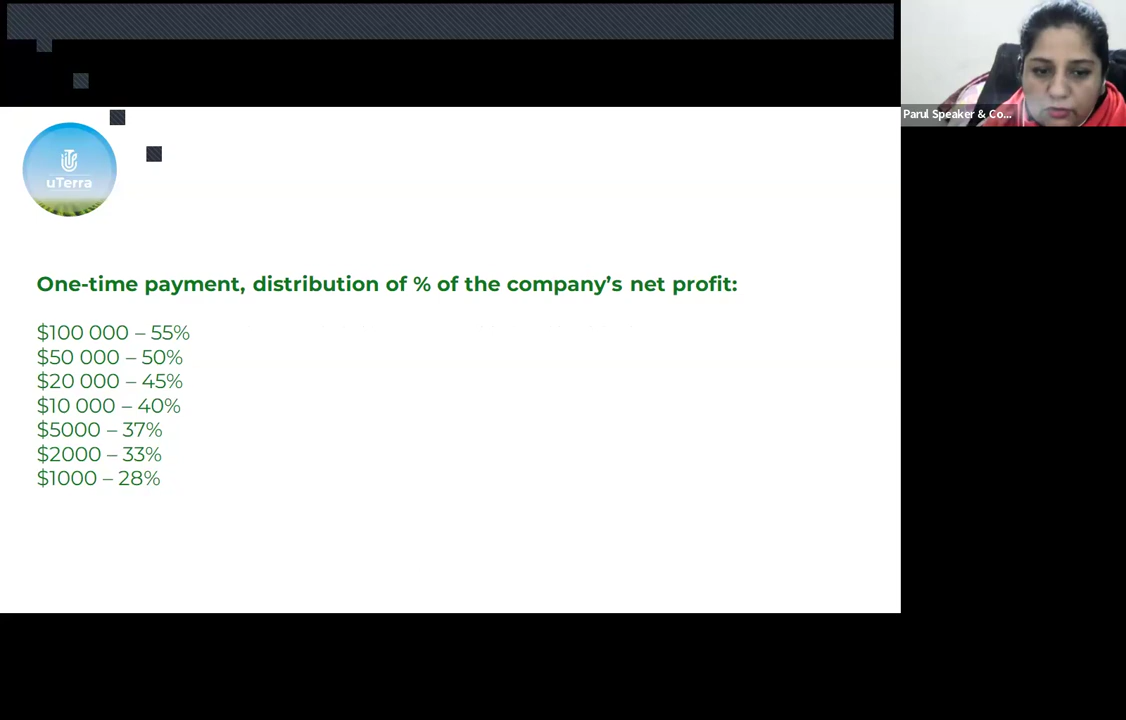 Parul Speaker & Co...
uTerra
One-time payment, distribution of % of the company’s net profit:
$100 000 – 55%
$50 000 – 50%
$20 000 – 45%
$10 000 – 40%
$5000 – 37%
$2000 – 33%
$1000 – 28%